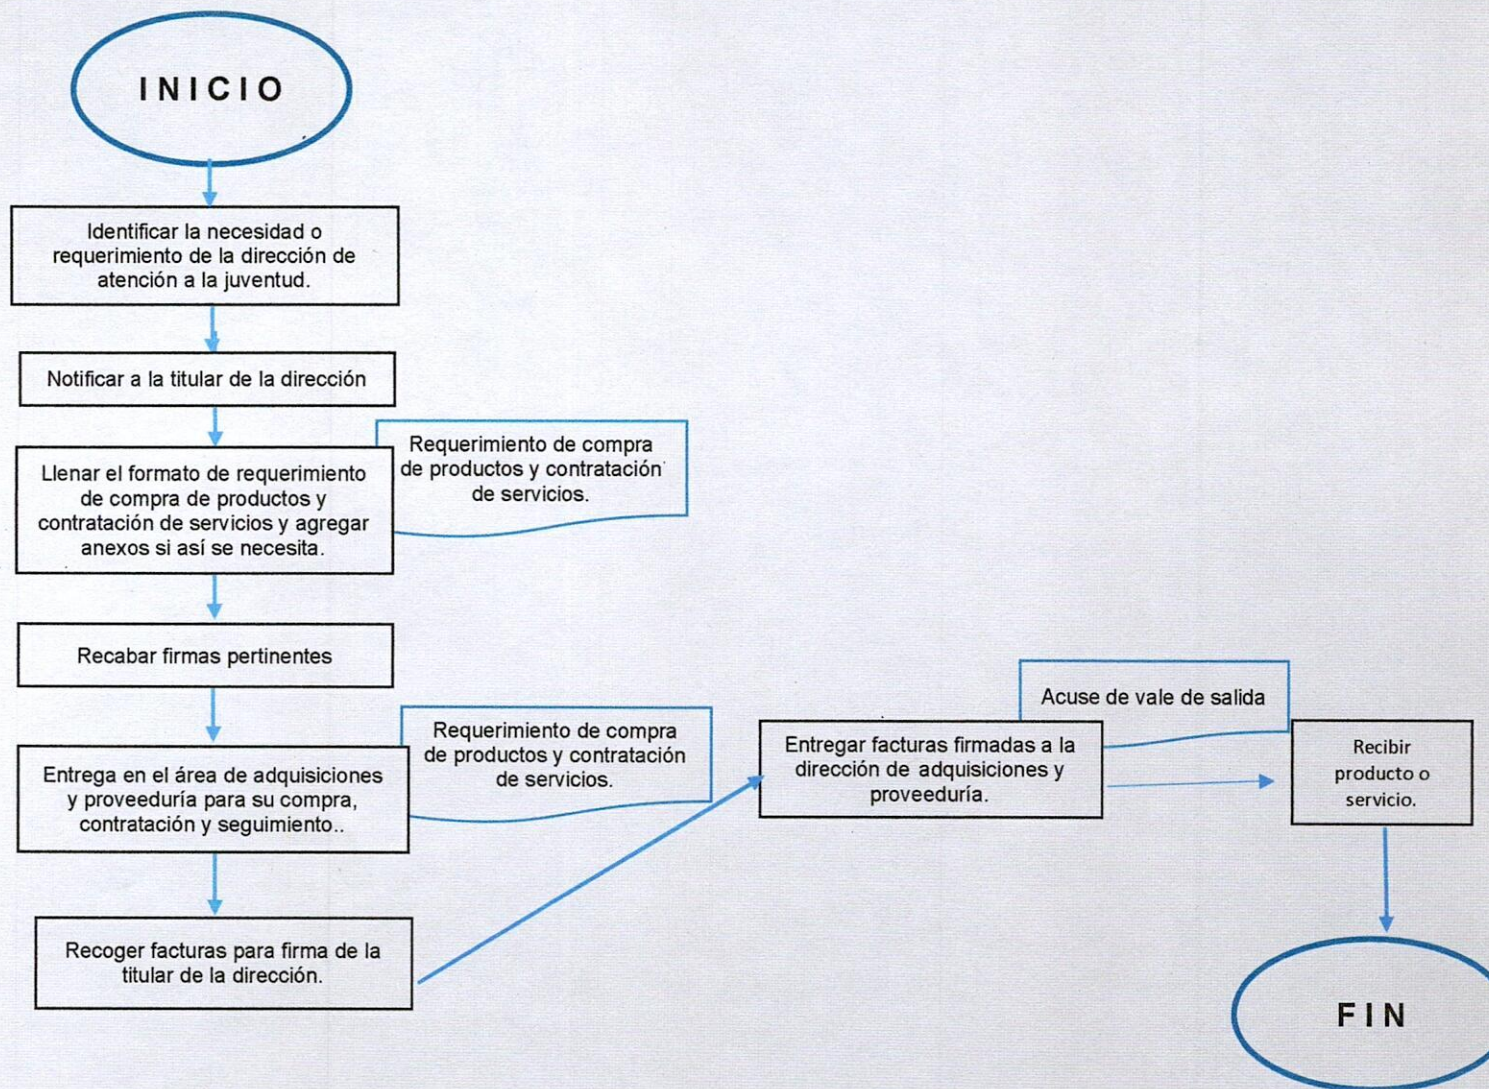 INICIO
Identificar la necesidad o
requerimiento de la dirección de
atención a la juventud.
Notificar a la titular de la dirección
Llenar el formato de requerimiento
de compra de productos y
contratación de servicios y agregar
anexos si así se necesita.
Requerimiento de compra
de productos y contratación
de servicios.
Recabar firmas pertinentes
Entrega en el área de adquisiciones
y proveeduría para su compra,
contratación y seguimiento..
Requerimiento de compra
de productos y contratación
de servicios.
Recoger facturas para firma de la
titular de la dirección.
Entregar facturas firmadas a la
dirección de adquisiciones y
proveeduría.
Acuse de vale de salida
Recibir
producto o
servicio.
FIN